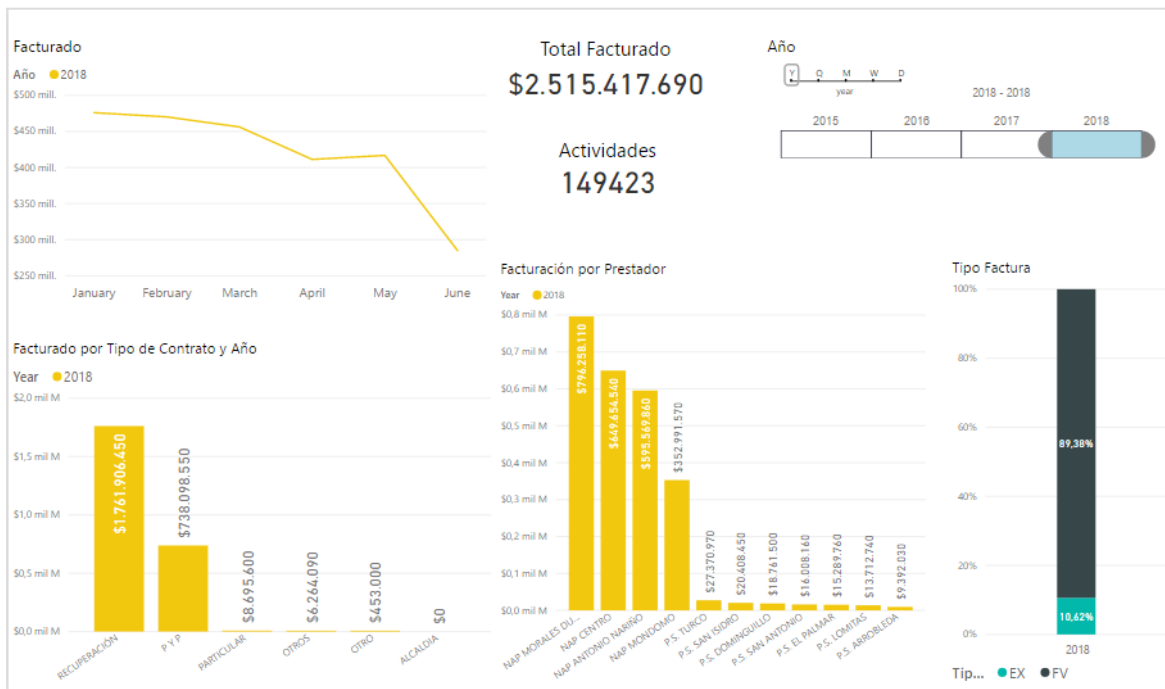 Facturado
Año 2018
$500 mill.
$450 mill.
$400 mill.
$350 mill.
$300 mill.
$250 mill.
January February March April May June
Total Facturado
$2.515.417.690
Actividades
149423
Año
Y Q M W D
year
2018 - 2018
2015 2016 2017 2018
Facturado por Tipo de Contrato y Año
Year 2018
$2,0 mil M
$1,5 mil M
$1,0 mil M
$0,5 mil M
$0,0 mil M
$1.761.906.450
$738.098.550
$8.695.600
$6.264.090
$453.000
$0
RECUPERACIÓN
P Y P
PARTICULAR
OTROS
OTRO
ALCALDIA
Facturación por Prestador
Year 2018
$0,8 mil M
$0,7 mil M
$0,6 mil M
$0,5 mil M
$0,4 mil M
$0,3 mil M
$0,2 mil M
$0,1 mil M
$0,0 mil M
$796.258.110
$649.654.540
$595.569.860
$352.991.570
$27.370.970
$20.408.450
$18.761.500
$16.008.160
$15.289.760
$13.712.740
$9.392.030
NAP MORALES DU...
NAP CENTRO
NAP ANTONIO NARIÑO
NAP MONDOMO
P.S. TURCO
P.S. SAN ISIDRO
P.S. DOMINGUILLO
P.S. SAN ANTONIO
P.S. EL PALMAR
P.S. LOMITAS
P.S. ARROBLEDA
Tipo Factura
100%
80%
60%
40%
20%
0%
89,38%
10,62%
2018
Tip... EX FV